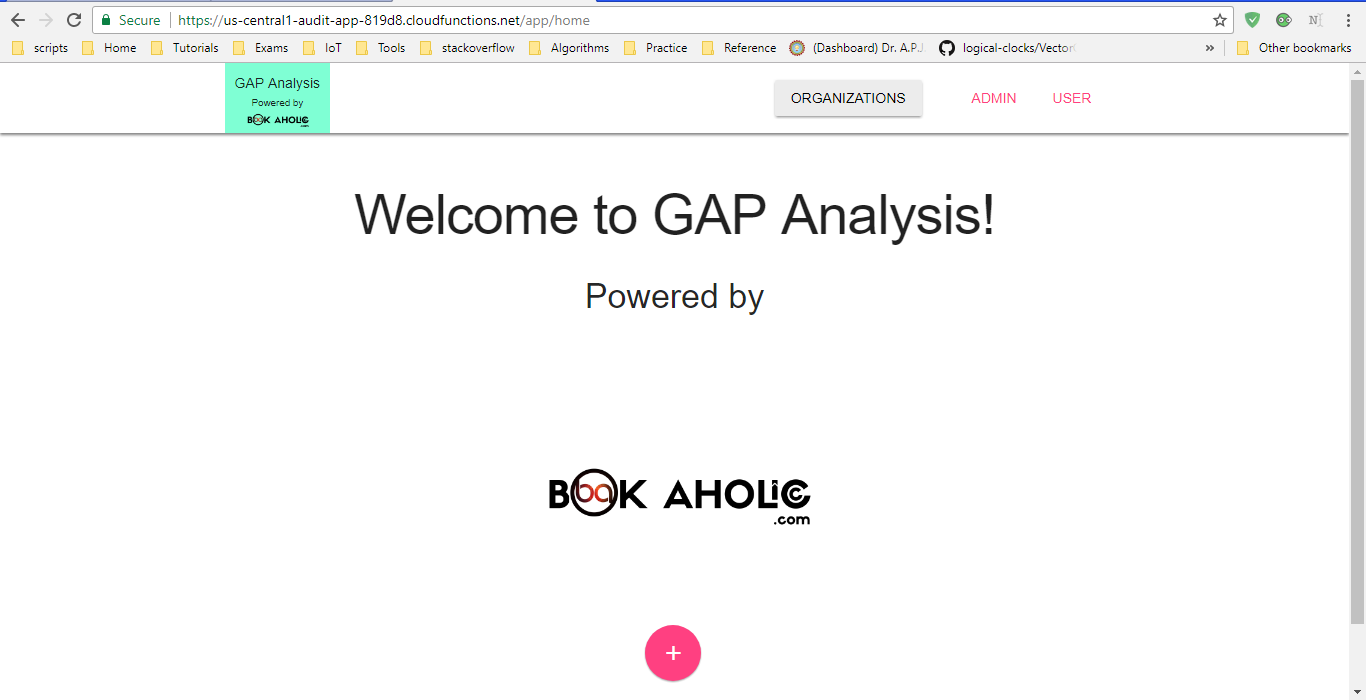 Secure https://us-central1-audit-app-819d8.cloudfunctions.net/app/home
scripts Home Tutorials Exams IoT Tools stackoverflow Algorithms Practice Reference (Dashboard) Dr. A.P.J logical-clocks/Vector » Other bookmarks
GAP Analysis
Powered by
BOOK AHOLIC
.com
ORGANIZATIONS ADMIN USER
Welcome to GAP Analysis!
Powered by
BOOK AHOLIC
.com
+